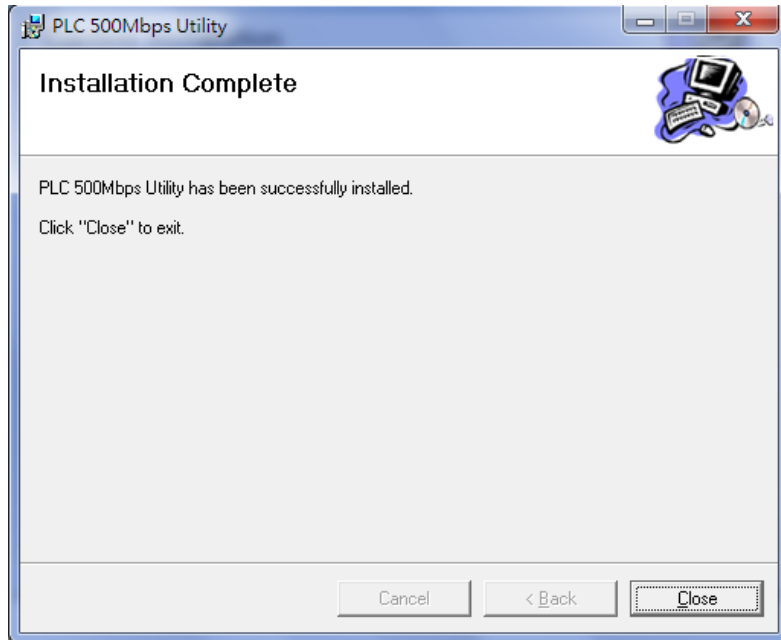 PLC 500Mbps Utility
Installation Complete
PLC 500Mbps Utility has been successfully installed.
Click "Close" to exit.
Cancel
< Back
Close